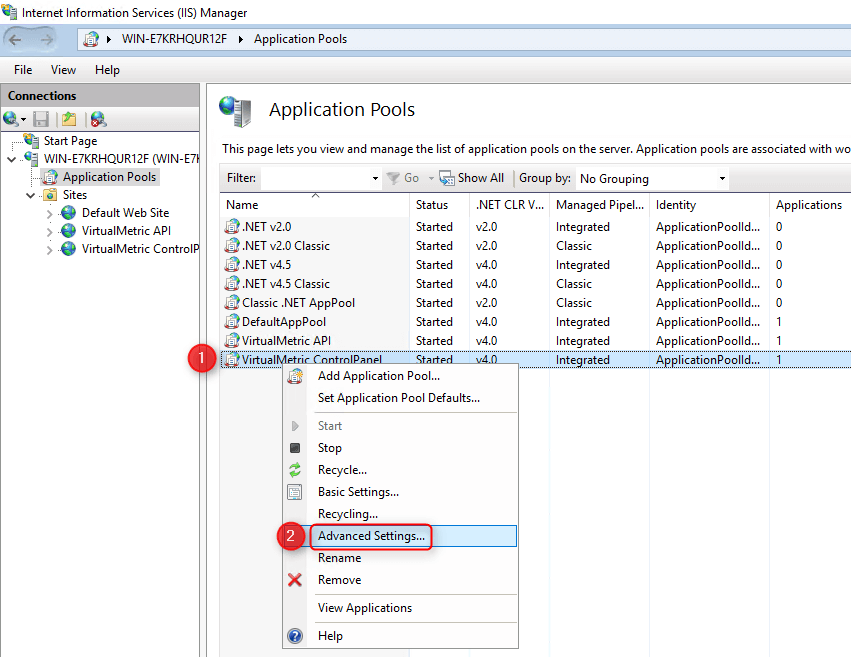 Internet Information Services (IIS) Manager
WIN-E7KRHQUR12F Application Pools
File View Help
Connections
Start Page
WIN-E7KRHQUR12F (WIN-E7
Application Pools
Sites
Default Web Site
VirtualMetric API
VirtualMetric ControlP
Application Pools
This page lets you view and manage the list of application pools on the server. Application pools are associated with wo
Filter: Go Show All Group by: No Grouping
Name Status .NET CLR V... Managed Pipel... Identity Applications
.NET v2.0 Started v2.0 Integrated ApplicationPoolId... 0
.NET v2.0 Classic Started v2.0 Classic ApplicationPoolId... 0
.NET v4.5 Started v4.0 Integrated ApplicationPoolId... 0
.NET v4.5 Classic Started v4.0 Classic ApplicationPoolId... 0
Classic .NET AppPool Started v2.0 Classic ApplicationPoolId... 0
DefaultAppPool Started v4.0 Integrated ApplicationPoolId... 1
VirtualMetric API Started v4.0 Integrated ApplicationPoolId... 1
1 VirtualMetric ControlPanel Started v4.0 Integrated ApplicationPoolId... 1
Add Application Pool...
Set Application Pool Defaults...
Start
Stop
Recycle...
Basic Settings...
Recycling...
2 Advanced Settings...
Rename
Remove
View Applications
Help